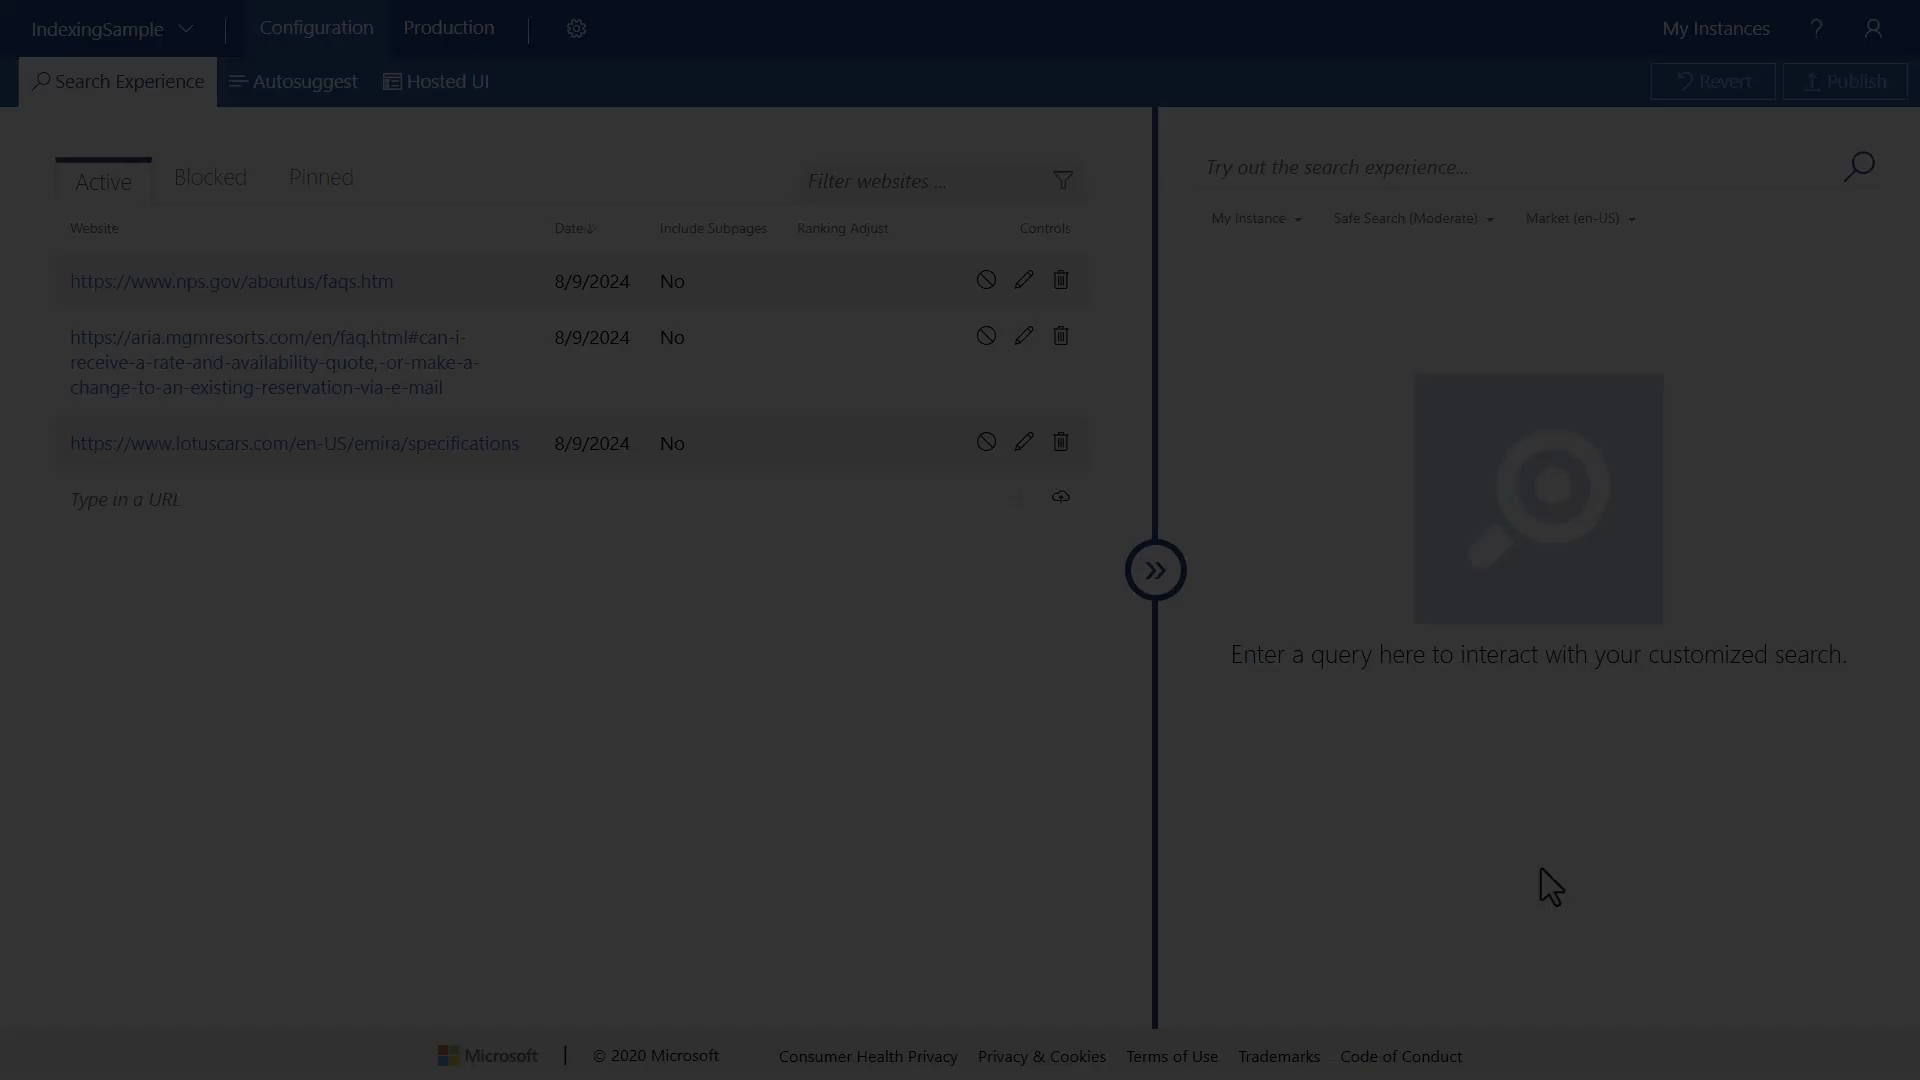 IndexingSample
Configuration
Production
My Instances
?
Search Experience
Autosuggest
Hosted UI
Revert
Publish
Active
Blocked
Pinned
Filter websites ...
Website
Date
Include Subpages
Ranking Adjust
Controls
https://www.nps.gov/aboutus/faqs.htm
8/9/2024
No
https://aria.mgmresorts.com/en/faq.html#can-i-
receive-a-rate-and-availability-quote,-or-make-a-
change-to-an-existing-reservation-via-e-mail
8/9/2024
No
https://www.lotuscars.com/en-US/emira/specifications
8/9/2024
No
Type in a URL
Try out the search experience...
My Instance
Safe Search (Moderate)
Market (en-US)
Enter a query here to interact with your customized search.
Microsoft
© 2020 Microsoft
Consumer Health Privacy
Privacy & Cookies
Terms of Use
Trademarks
Code of Conduct